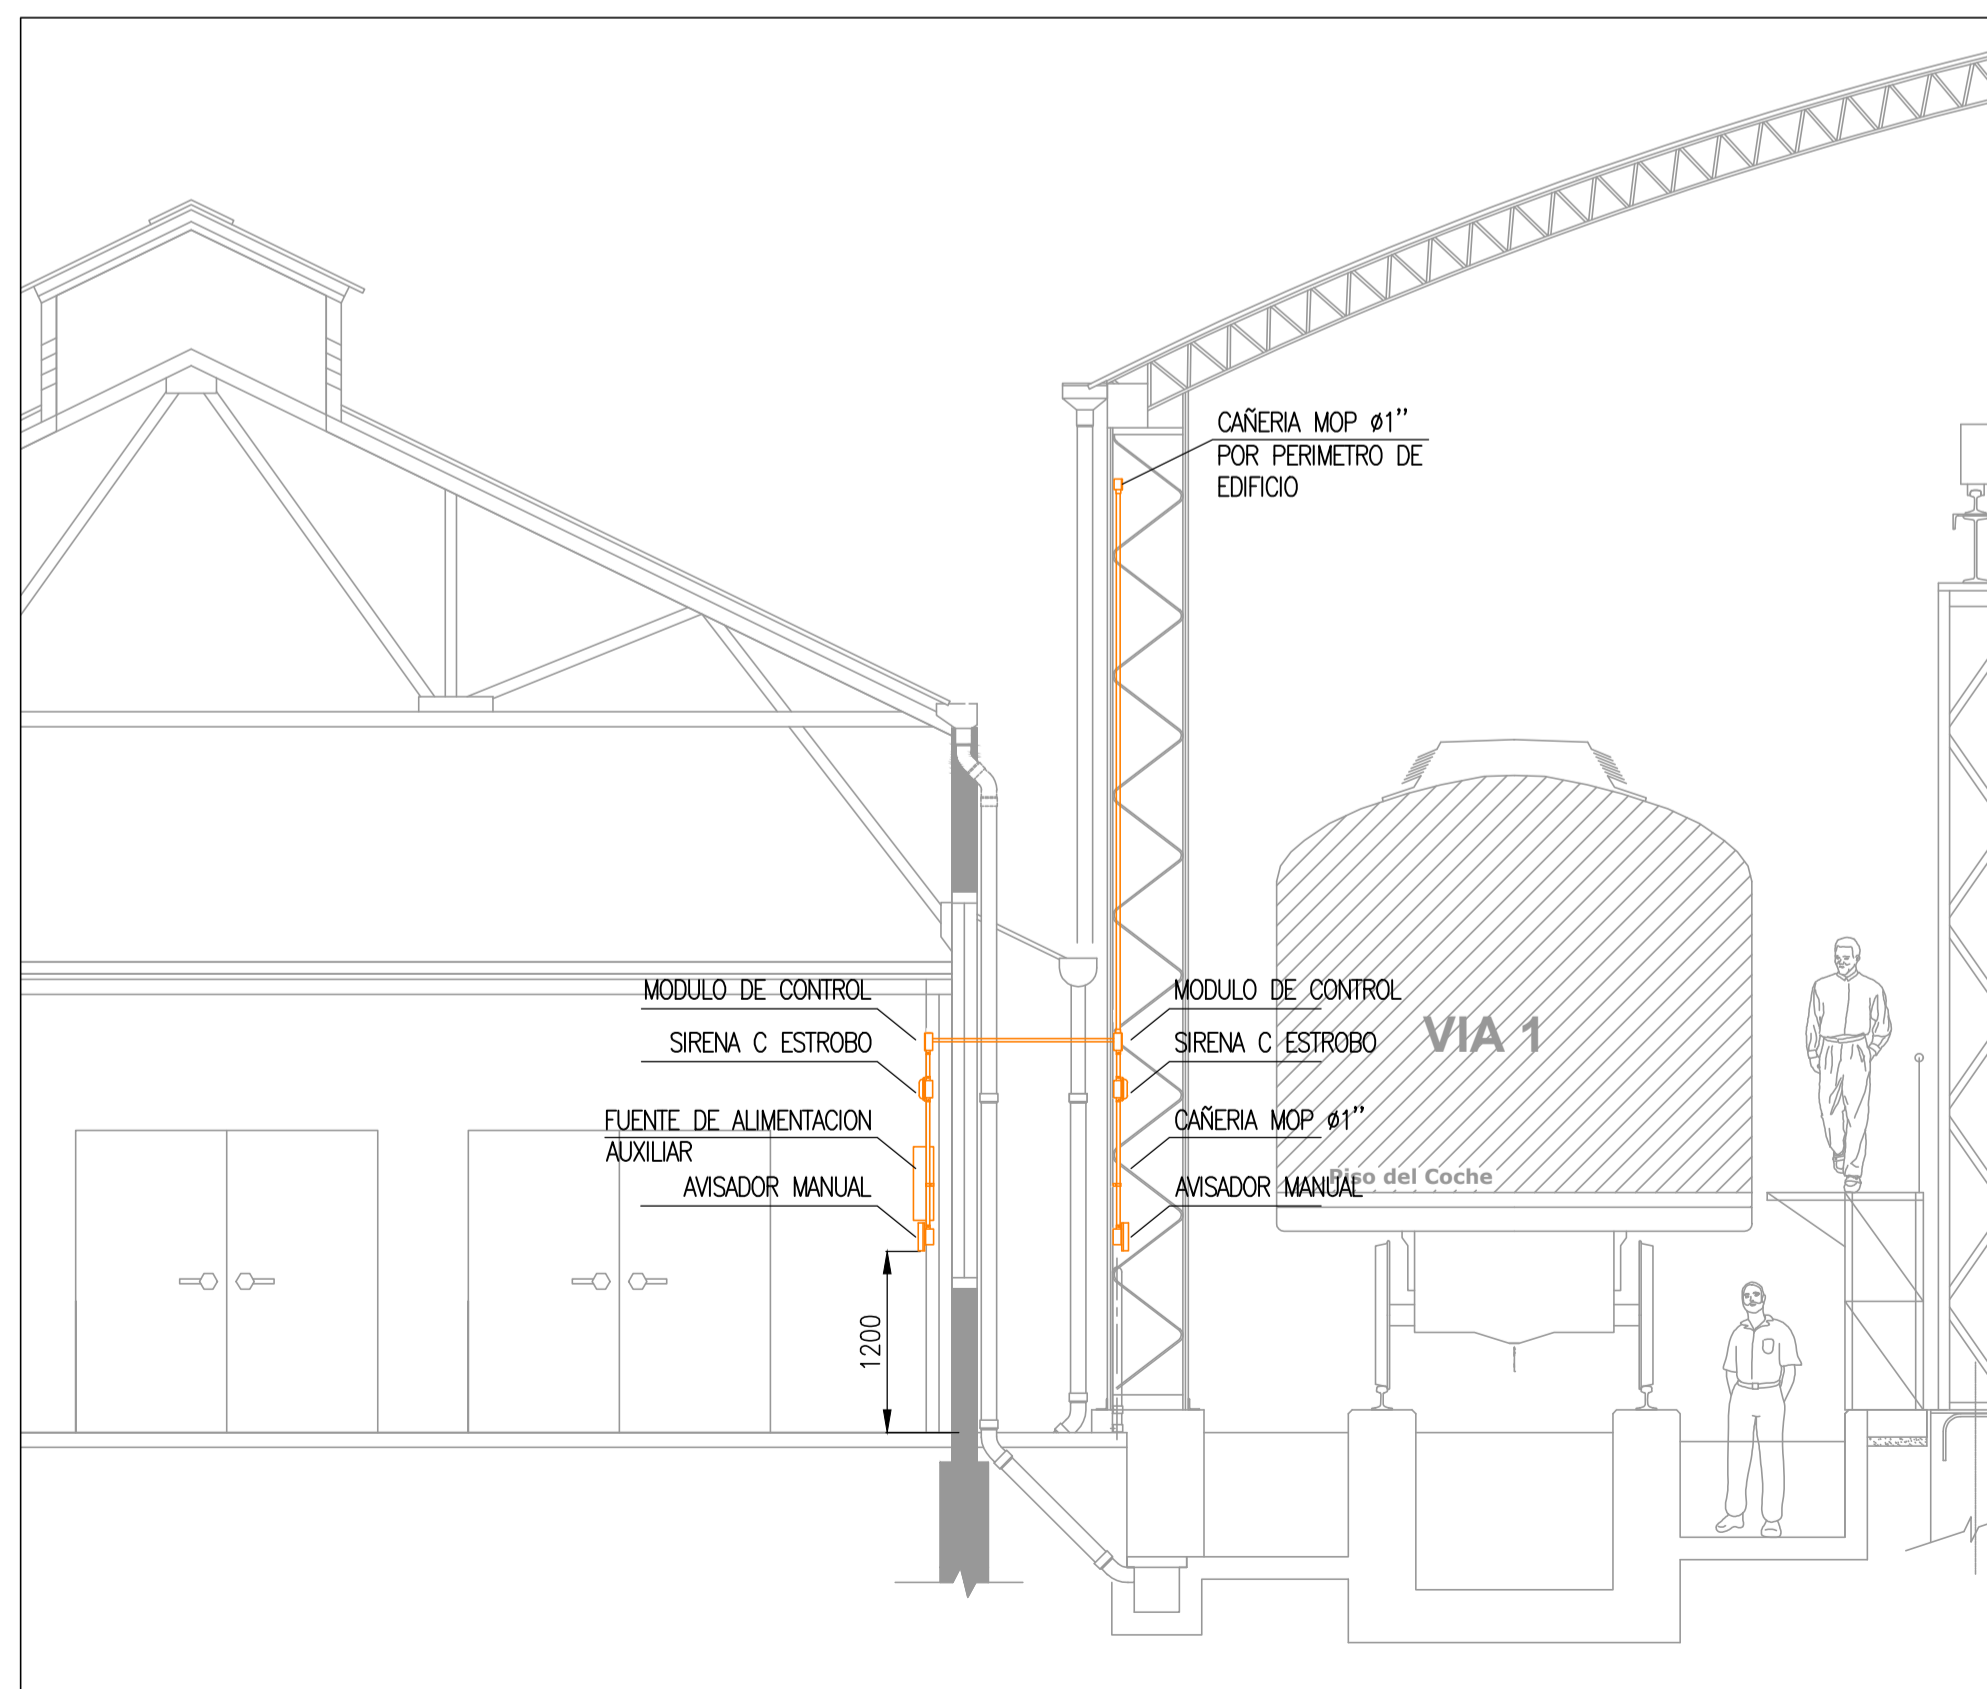 CAÑERIA MOP ø1’’
POR PERIMETRO DE
EDIFICIO
MODULO DE CONTROL
SIRENA C ESTROBO
FUENTE DE ALIMENTACION
AUXILIAR
AVISADOR MANUAL
1200
MODULO DE CONTROL
SIRENA C ESTROBO
CAÑERIA MOP ø1’’
AVISADOR MANUAL
VIA 1
Piso del Coche